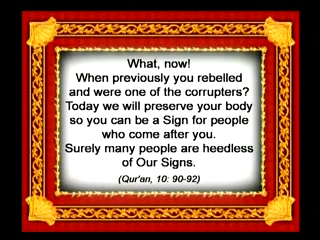 What, now!
When previously you rebelled
and were one of the corrupters?
Today we will preserve your body
so you can be a Sign for people
who come after you.
Surely many people are heedless
of Our Signs.
(Qur'an, 10: 90-92)